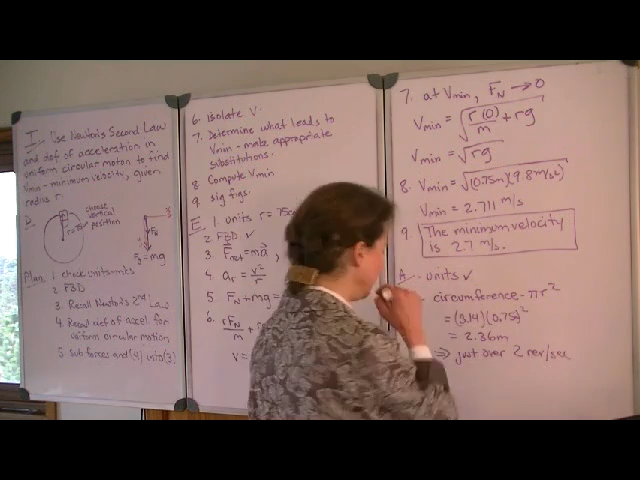 I :- Use Newton's Second Law
and def of acceleration in
uniform circular motion to find
Vmin - minimum velocity, given
radius r.
D.
choose
vertical
position
r=75cm
FN
Fg=mg
Plan. 1. check units
2. FBD
3. Recall Newton's 2nd Law
4. Recall def of accel. for
uniform circular motion
5. sub forces and (4) into (3)
6. Isolate V.
7. Determine what leads to
Vmin - make appropriate
substitutions.
8. Compute Vmin
9. sig figs.
E. 1. units r = 75c
2. FBD ✓
3. Fnet = ma
4. ar = v²/r
5. FN + mg =
6. rFN/m +
V =
7. at Vmin, FN → 0
Vmin = √(r(0)/m + rg)
Vmin = √rg
8. Vmin = √(0.75m)(9.8m/s²)
Vmin = 2.711 m/s
9. The minimum velocity
is 2.7 m/s.
A. units ✓
circumference - πr²
= (3.14)(0.75)²
= 2.36m
⇒ just over 2 rev/sec